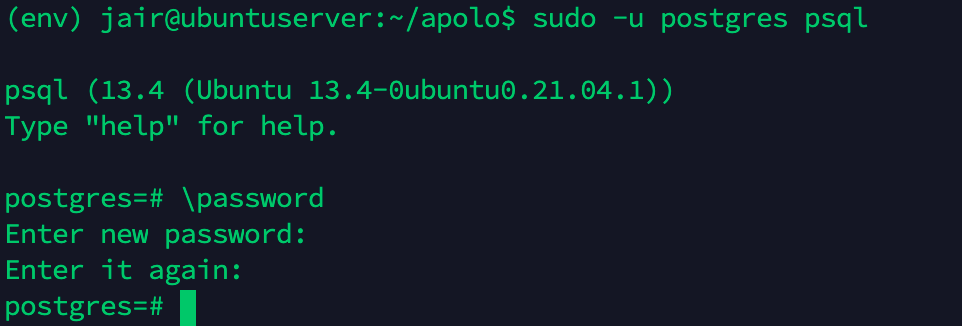 (env) jair@ubuntuserver:~/apolo$ sudo -u postgres psql
psql (13.4 (Ubuntu 13.4-0ubuntu0.21.04.1))
Type "help" for help.
postgres=# \password
Enter new password:
Enter it again:
postgres=#